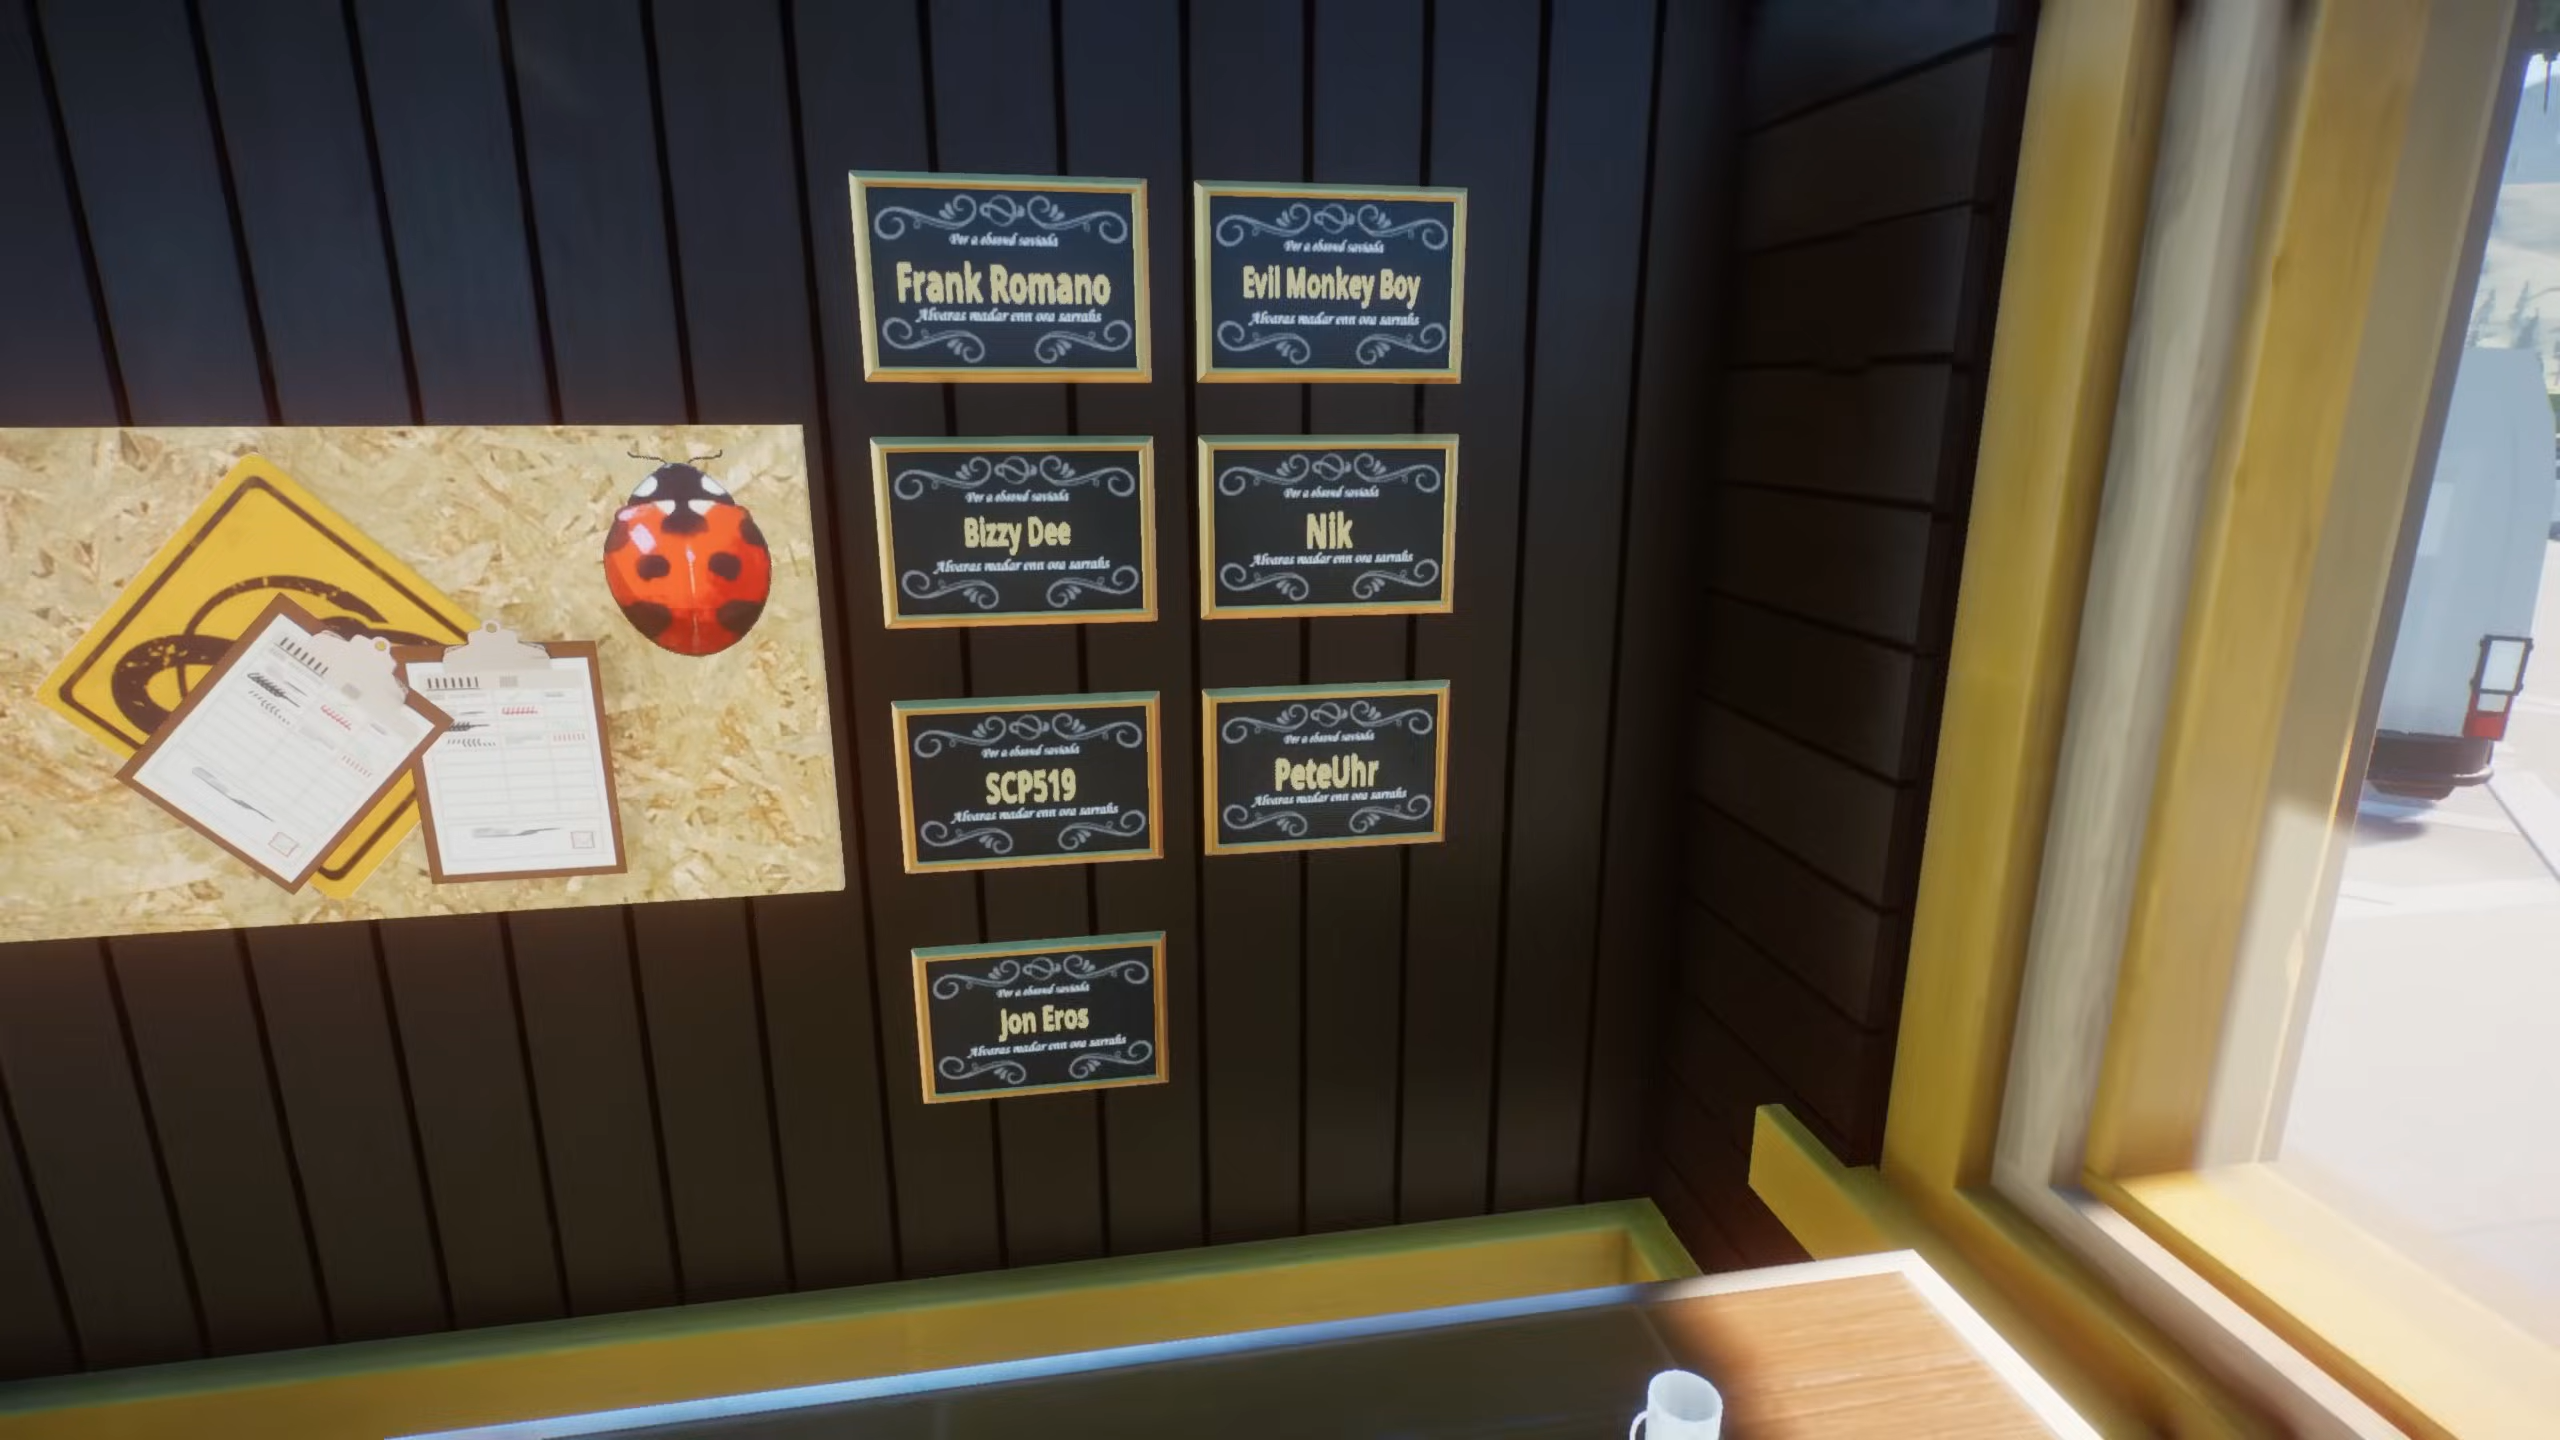 Per a obsend saviada
Frank Romano
Alvaras madar enn ora sarrahs
Per a obsend saviada
Evil Monkey Boy
Alvaras madar enn ora sarrahs
Per a obsend saviada
Bizzy Dee
Alvaras madar enn ora sarrahs
Per a obsend saviada
Nik
Alvaras madar enn ora sarrahs
Per a obsend saviada
SCP519
Alvaras madar enn ora sarrahs
Per a obsend saviada
PeteUhr
Alvaras madar enn ora sarrahs
Per a obsend saviada
Jon Eros
Alvaras madar enn ora sarrahs